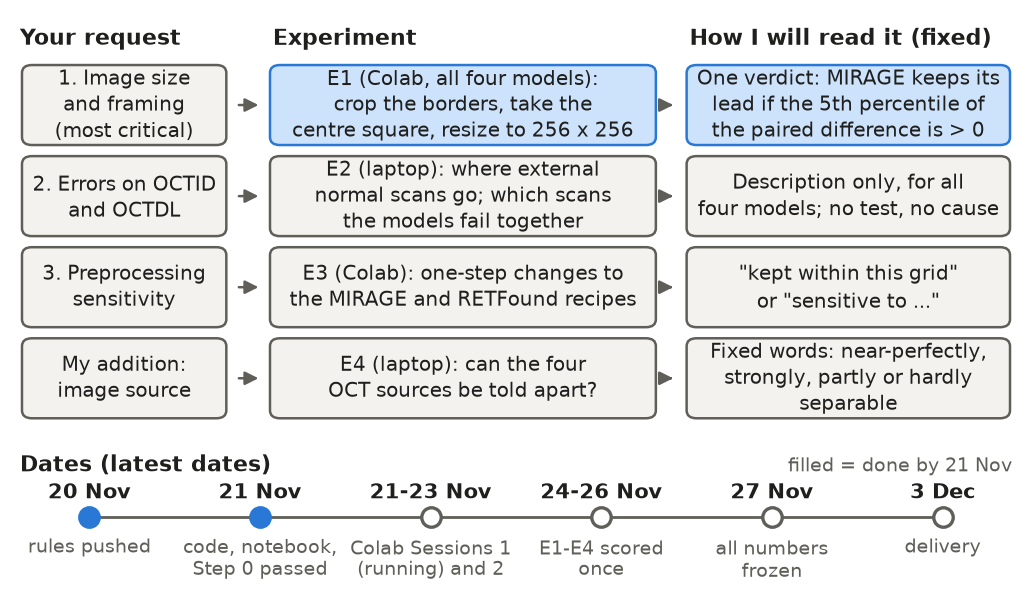 Your request
Experiment
How I will read it (fixed)
1. Image size
and framing
(most critical)
E1 (Colab, all four models):
crop the borders, take the
centre square, resize to 256 x 256
One verdict: MIRAGE keeps its
lead if the 5th percentile of
the paired difference is > 0
2. Errors on OCTID
and OCTDL
E2 (laptop): where external
normal scans go; which scans
the models fail together
Description only, for all
four models; no test, no cause
3. Preprocessing
sensitivity
E3 (Colab): one-step changes to
the MIRAGE and RETFound recipes
"kept within this grid"
or "sensitive to ..."
My addition:
image source
E4 (laptop): can the four
OCT sources be told apart?
Fixed words: near-perfectly,
strongly, partly or hardly
separable
Dates (latest dates)
filled = done by 21 Nov
20 Nov
rules pushed
21 Nov
code, notebook,
Step 0 passed
21-23 Nov
Colab Sessions 1
(running) and 2
24-26 Nov
E1-E4 scored
once
27 Nov
all numbers
frozen
3 Dec
delivery